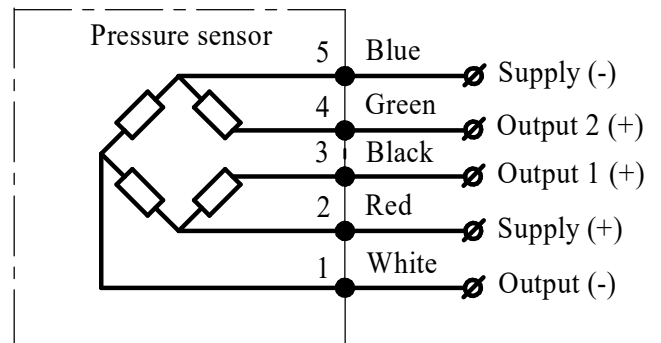 Pressure sensor
5 Blue Supply (-)
4 Green Output 2 (+)
3 Black Output 1 (+)
2 Red Supply (+)
1 White Output (-)